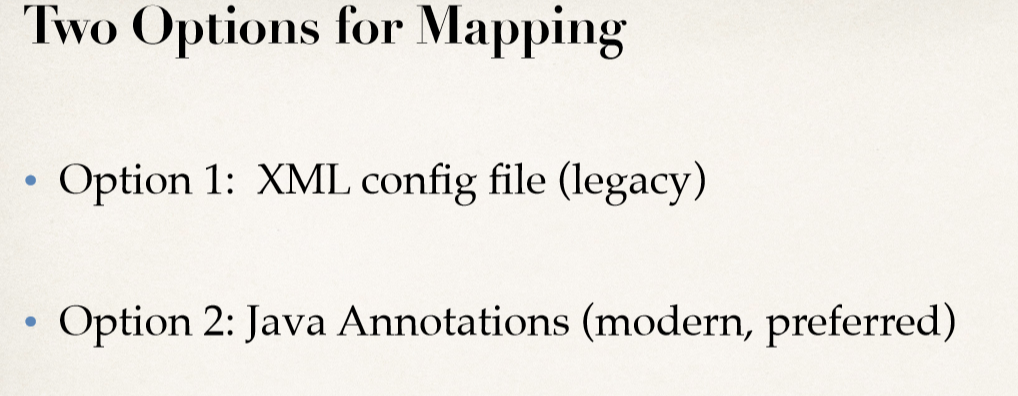 Two Options for Mapping
• Option 1:  XML config file (legacy)
• Option 2: Java Annotations (modern, preferred)